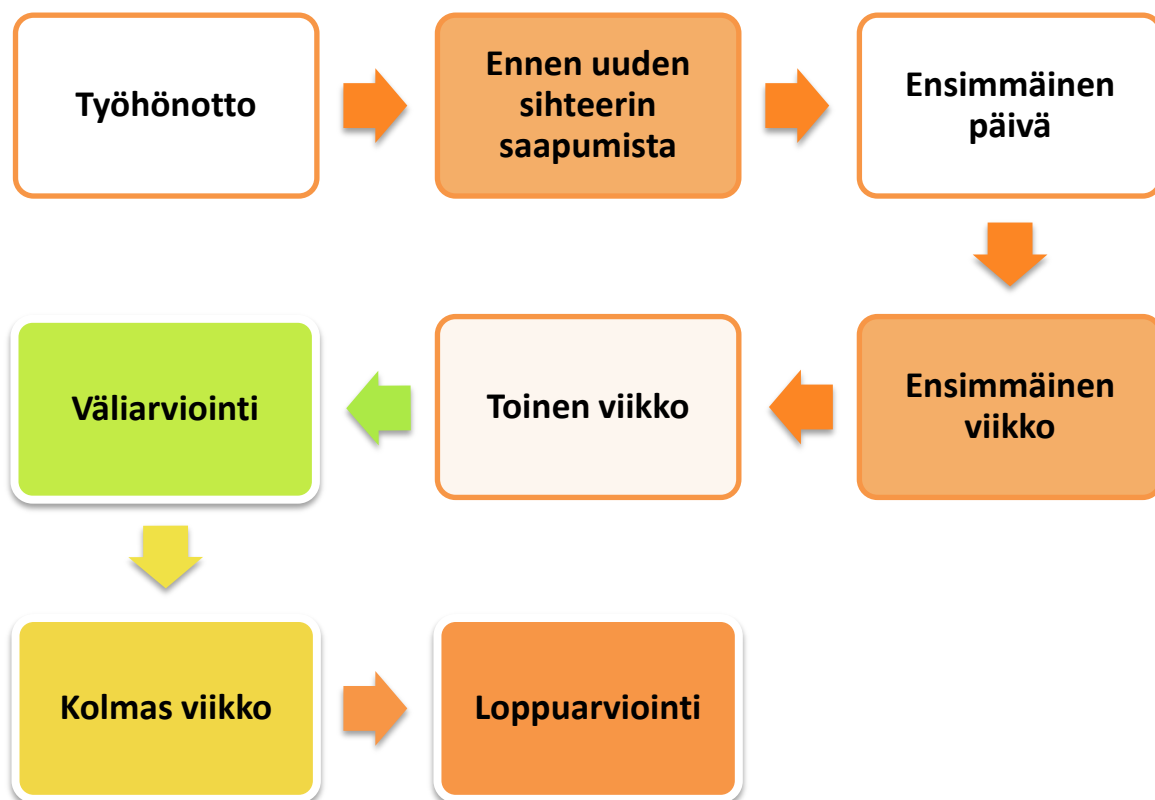 Työhönotto
Ennen uuden
sihteerin
saapumista
Ensimmäinen
päivä
Ensimmäinen
viikko
Toinen viikko
Väliarviointi
Kolmas viikko
Loppuarviointi